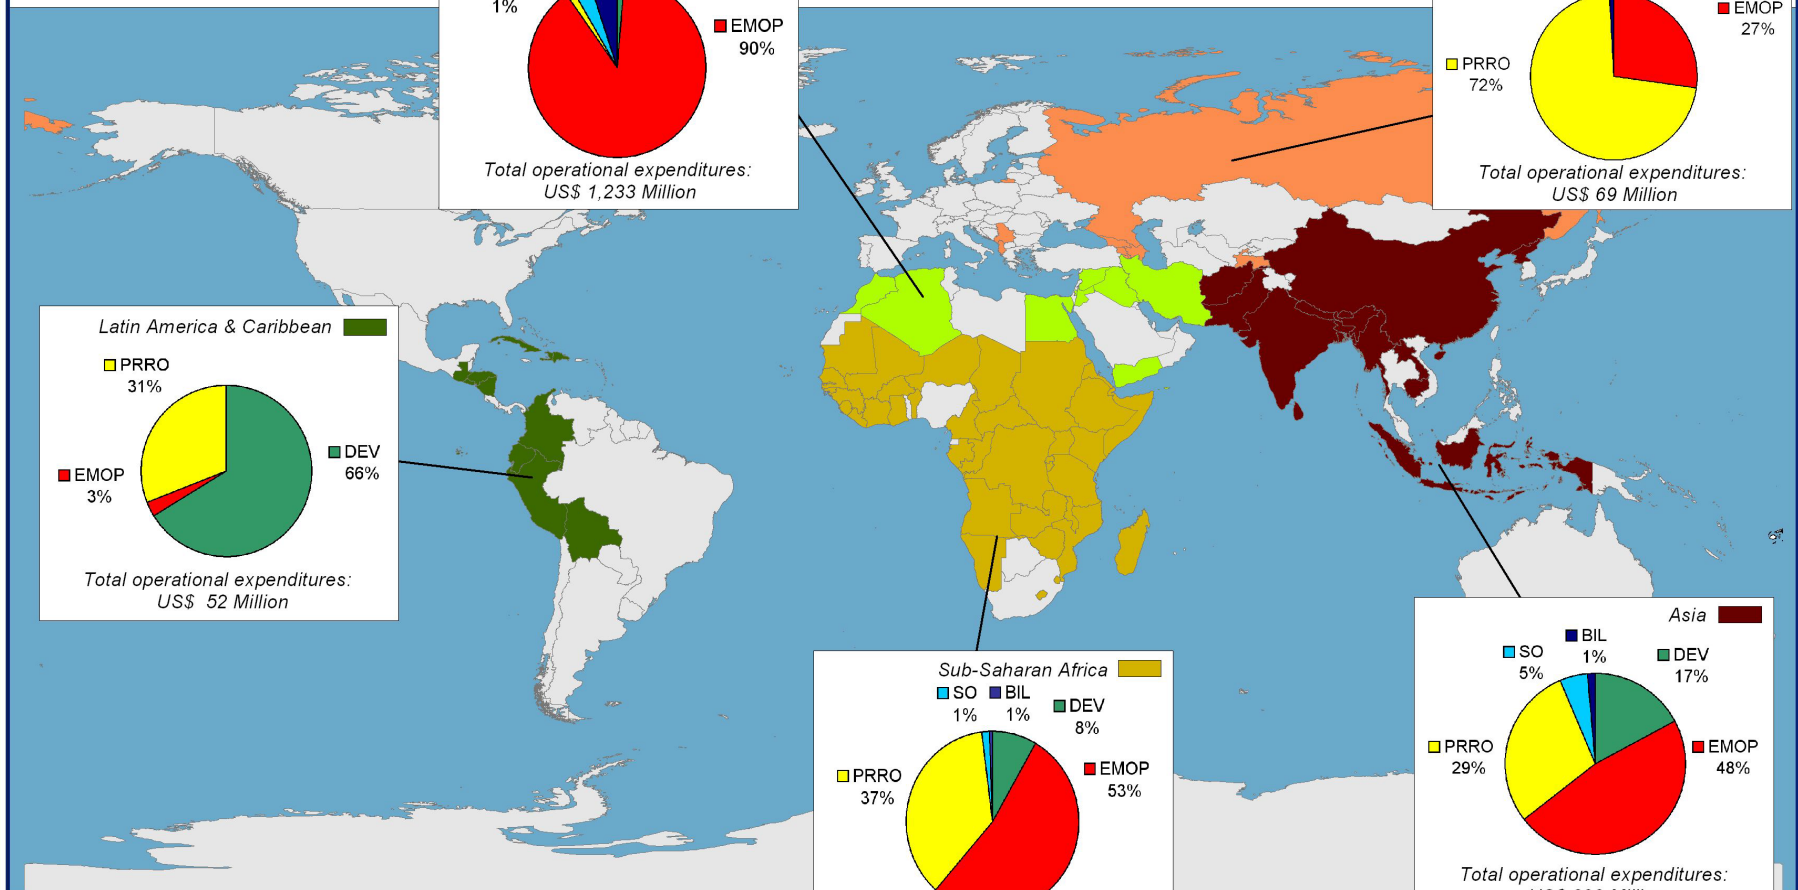 1%
EMOP
90%
Total operational expenditures:
US$ 1,233 Million
EMOP
27%
PRRO
72%
Total operational expenditures:
US$ 69 Million
Latin America & Caribbean
PRRO
31%
DEV
66%
EMOP
3%
Total operational expenditures:
US$ 52 Million
Sub-Saharan Africa
SO
1%
BIL
1%
DEV
8%
PRRO
37%
EMOP
53%
Asia
BIL
1%
SO
5%
DEV
17%
PRRO
29%
EMOP
48%
Total operational expenditures: